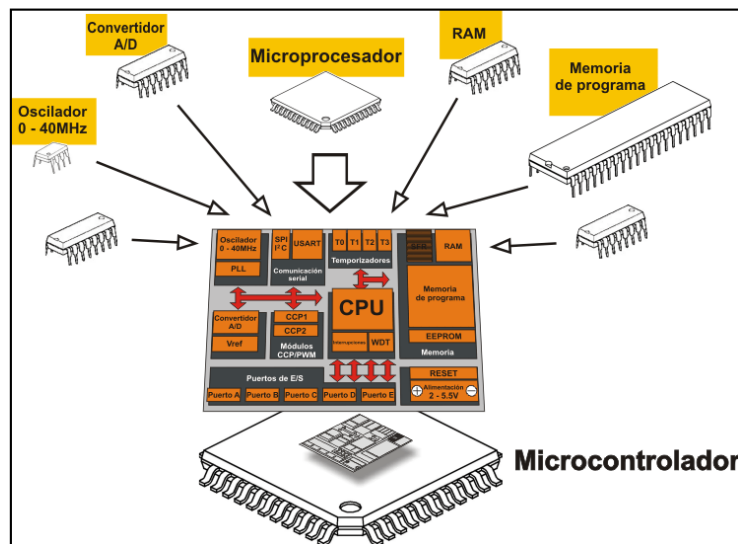 Convertidor
A/D
Microprocesador
RAM
Memoria
de programa
Oscilador
0 - 40MHz
Oscilador
0 - 40MHz
PLL
SPI
I²C
USART
Comunicación
serial
T0
T1
T2
T3
Temporizadores
SFR
RAM
Memoria
de programa
EEPROM
Memoria
Convertidor
A/D
Vref
CCP1
CCP2
Módulos
CCP/PWM
CPU
Interrupciones
WDT
Puertos de E/S
Puerto A
Puerto B
Puerto C
Puerto D
Puerto E
RESET
Alimentación
2 - 5.5V
Microcontrolador